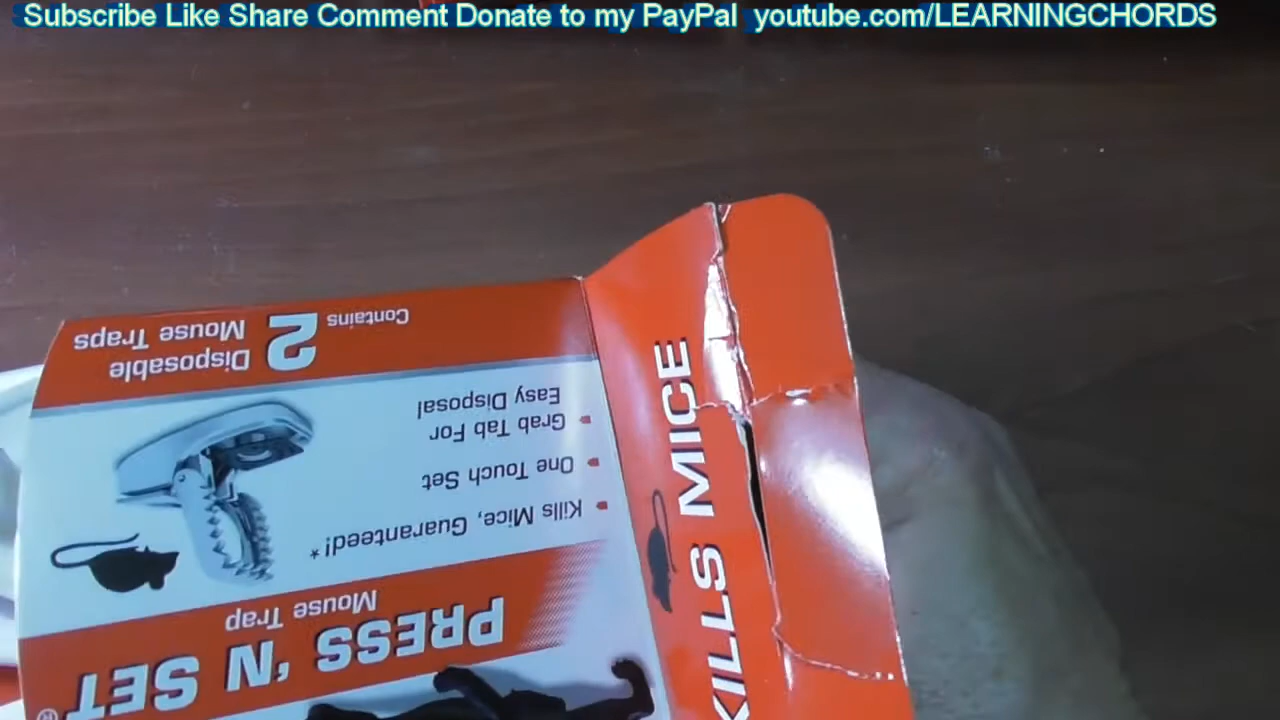 Subscribe Like Share Comment Donate to my PayPal youtube.com/LEARNINGCHORDS
PRESS 'N SET®
Mouse Trap
Kills Mice, Guaranteed!*
One Touch Set
Grab Tab For
Easy Disposal
Contains
2
Disposable
Mouse Traps
KILLS MICE